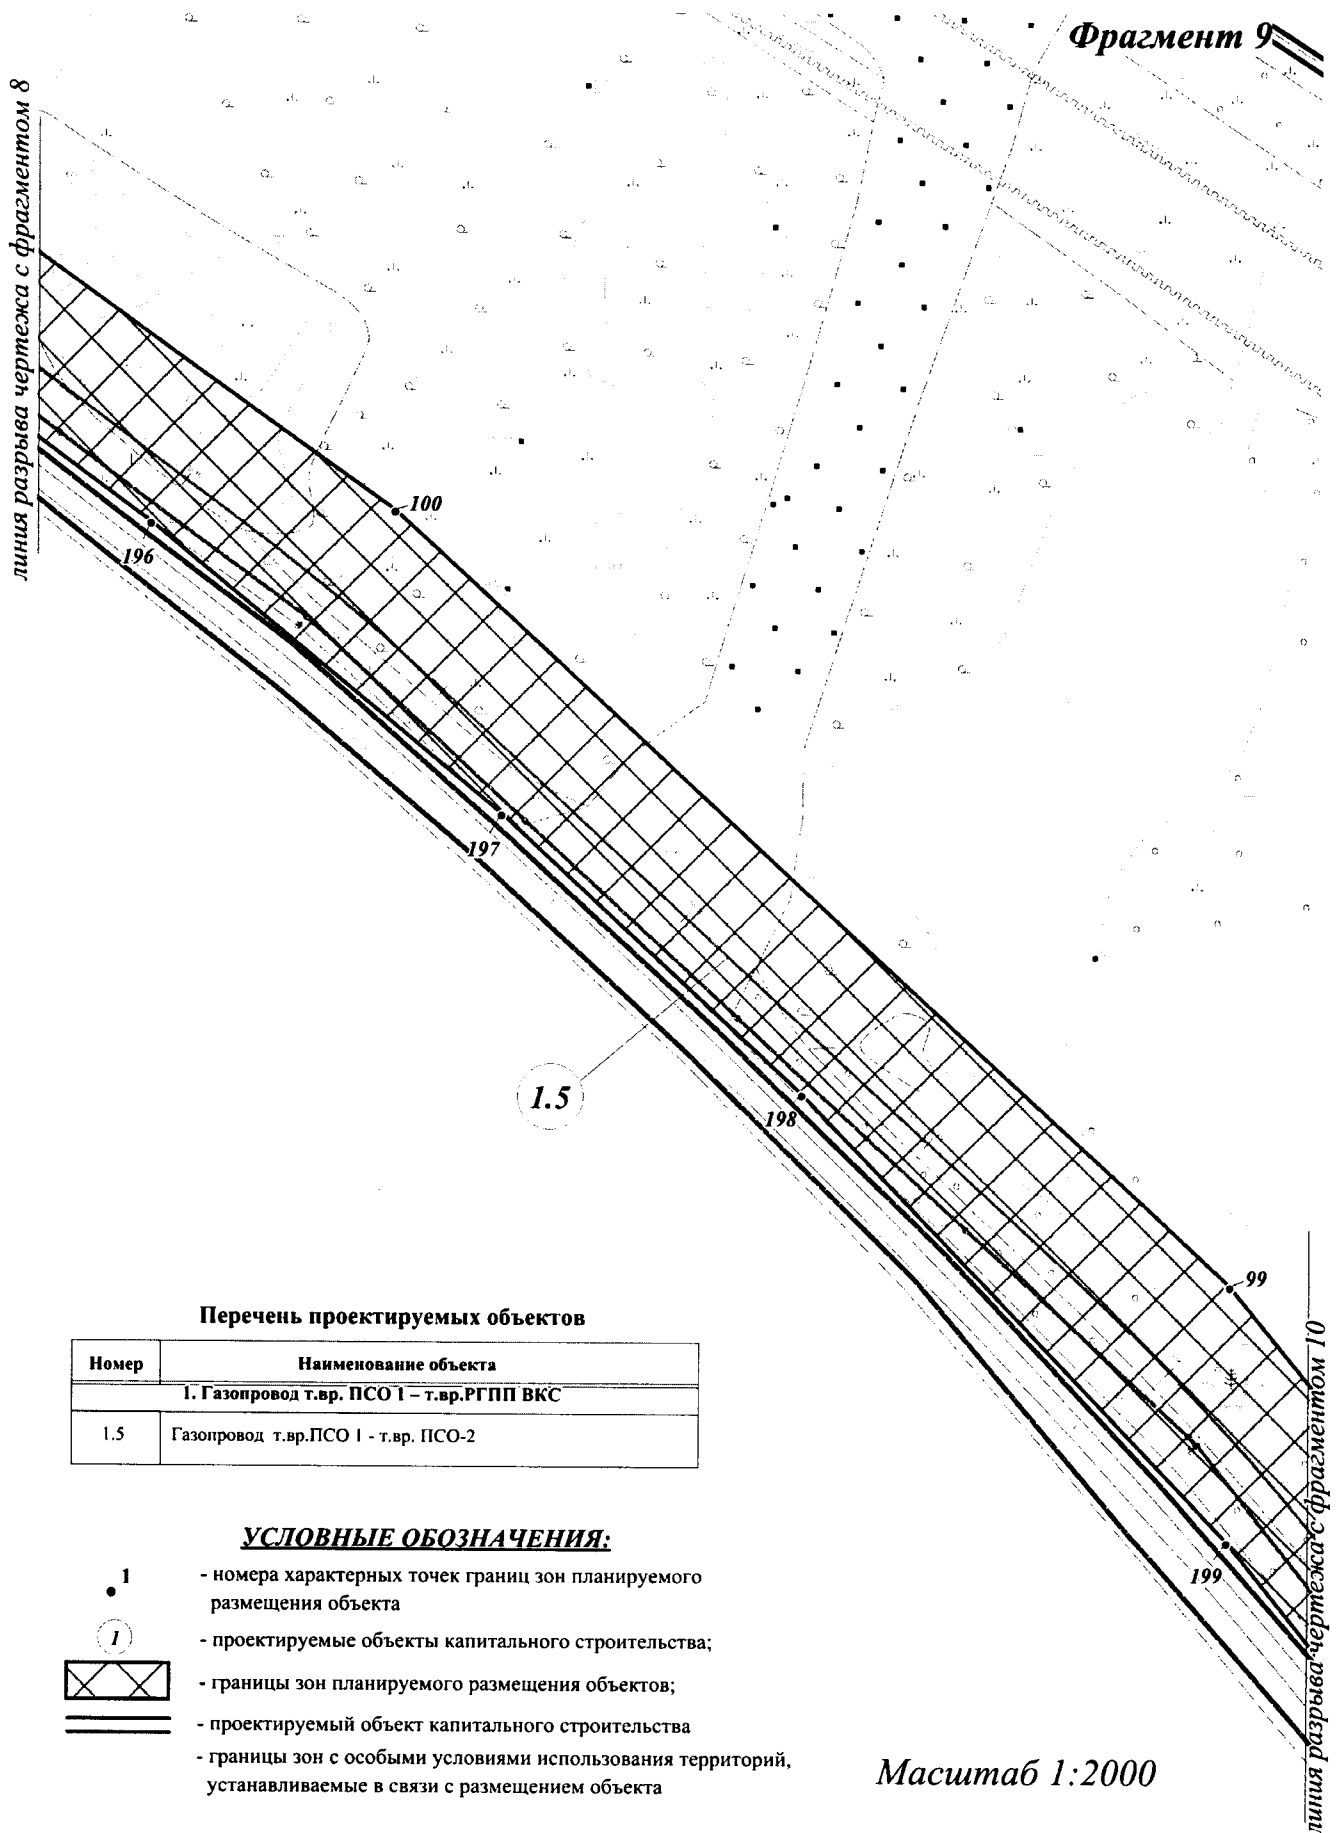 Фрагмент 9
линия разрыва чертежа с фрагментом 8
100
196
197
1.5
198
99
199
линия разрыва чертежа с фрагментом 10
Перечень проектируемых объектов
Номер Наименование объекта
1. Газопровод т.вр. ПСО 1 – т.вр.РГПП ВКС
1.5 Газопровод т.вр.ПСО 1 - т.вр. ПСО-2
УСЛОВНЫЕ ОБОЗНАЧЕНИЯ:
1 - номера характерных точек границ зон планируемого
размещения объекта
1 - проектируемые объекты капитального строительства;
- границы зон планируемого размещения объектов;
- проектируемый объект капитального строительства
- границы зон с особыми условиями использования территорий,
устанавливаемые в связи с размещением объекта
Масштаб 1:2000